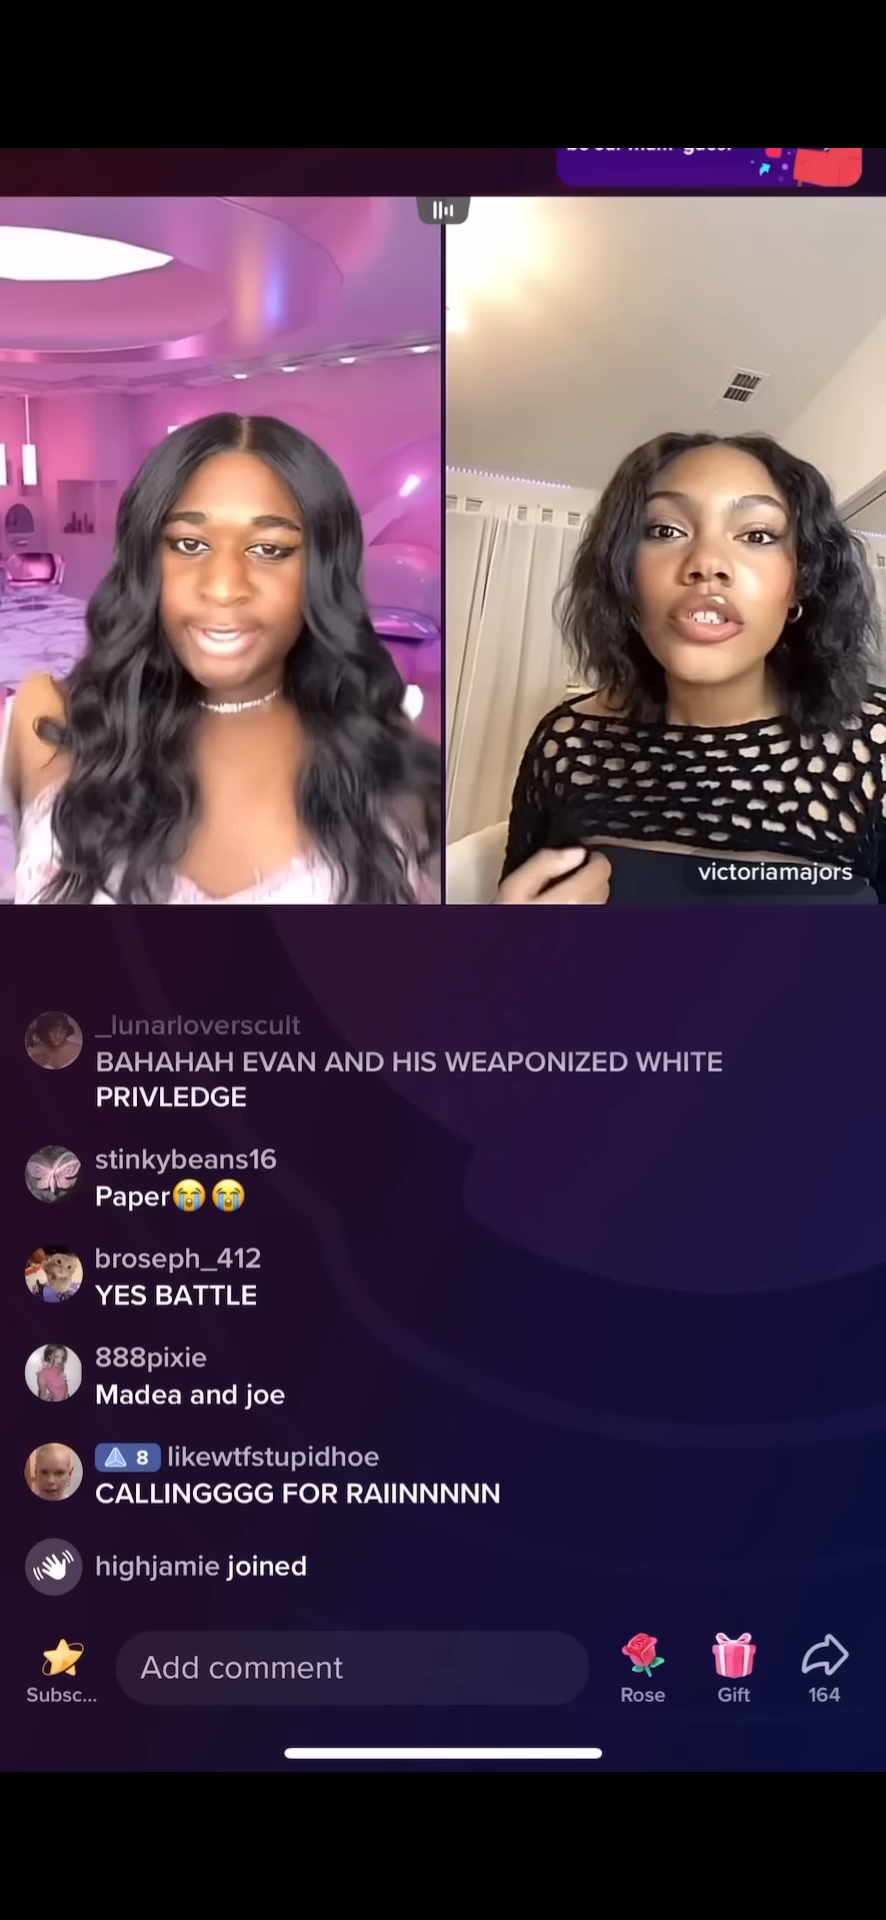 victoriamajors
_lunarloverscult
BAHAHAH EVAN AND HIS WEAPONIZED WHITE
PRIVLEDGE
stinkybeans16
Paper😭😭
broseph_412
YES BATTLE
888pixie
Madea and joe
8 likewtfstupidhoe
CALLINGGGG FOR RAIINNNNN
highjamie joined
Subsc...
Add comment
Rose
Gift
164